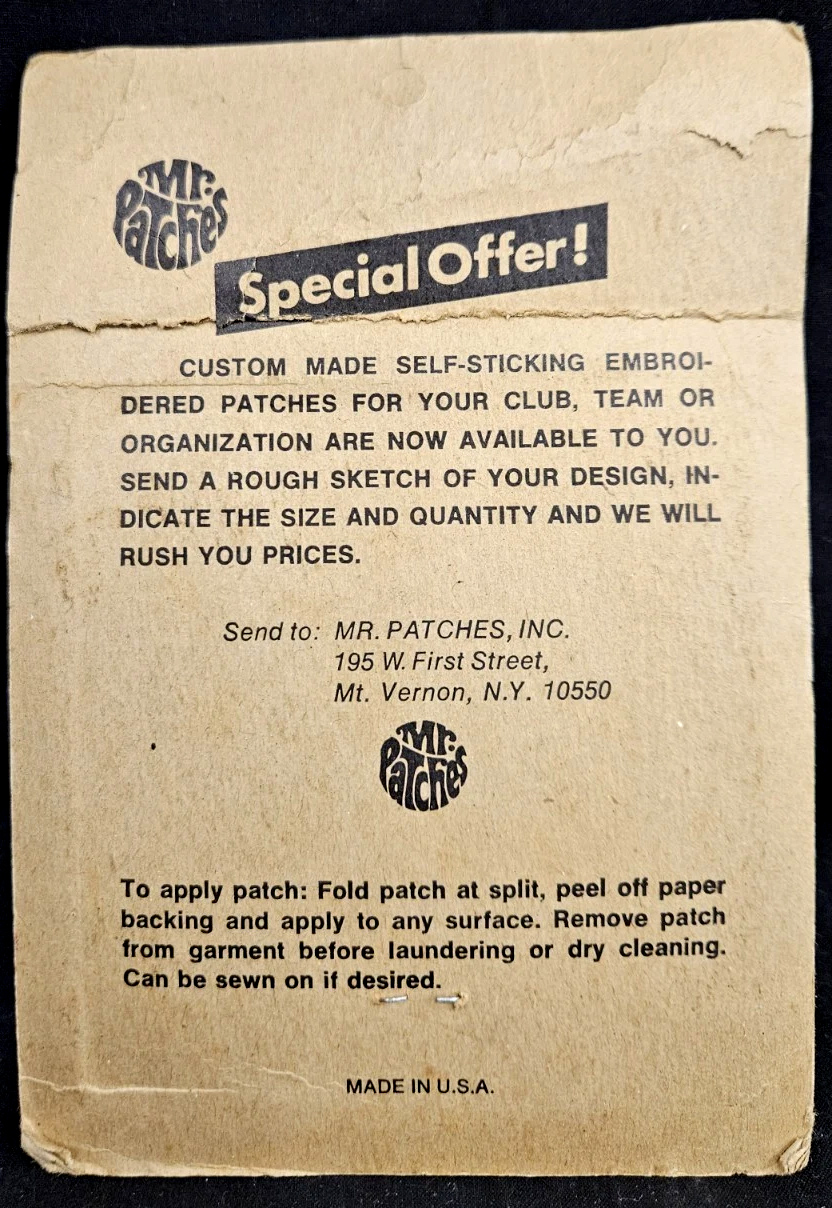 Mr.
Patches
Special Offer!
CUSTOM MADE SELF-STICKING EMBROI-
DERED PATCHES FOR YOUR CLUB, TEAM OR
ORGANIZATION ARE NOW AVAILABLE TO YOU.
SEND A ROUGH SKETCH OF YOUR DESIGN, IN-
DICATE THE SIZE AND QUANTITY AND WE WILL
RUSH YOU PRICES.
Send to: MR. PATCHES, INC.
195 W. First Street,
Mt. Vernon, N.Y. 10550
Mr.
Patches
To apply patch: Fold patch at split, peel off paper
backing and apply to any surface. Remove patch
from garment before laundering or dry cleaning.
Can be sewn on if desired.
MADE IN U.S.A.